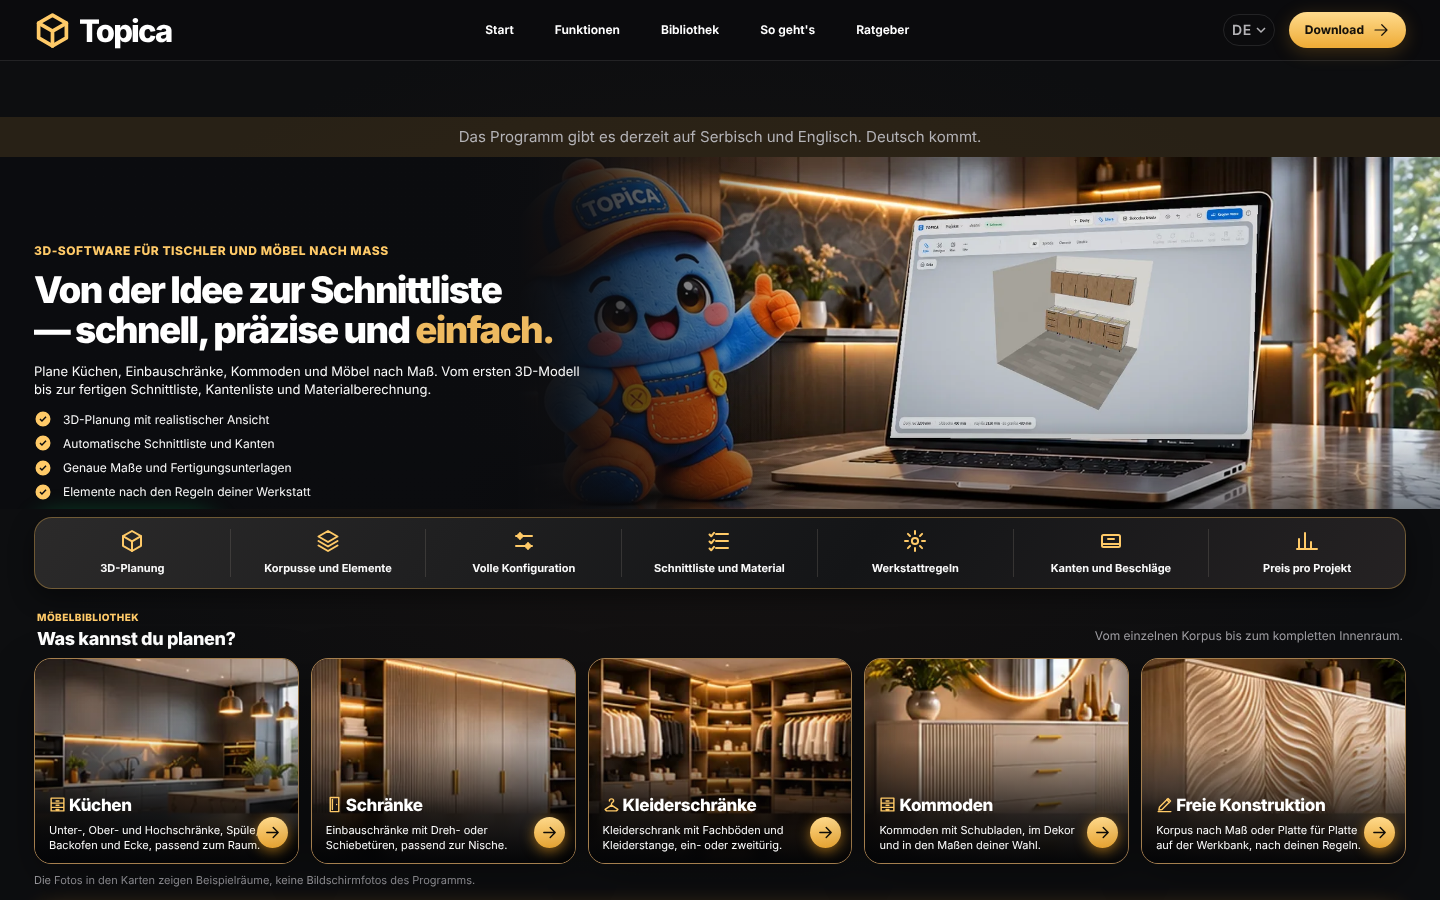 Topica
Start
Funktionen
Bibliothek
So geht's
Ratgeber
DE
Download
Das Programm gibt es derzeit auf Serbisch und Englisch. Deutsch kommt.
TOPICA
TOPICA
3D-SOFTWARE FÜR TISCHLER UND MÖBEL NACH MASS
Von der Idee zur Schnittliste
— schnell, präzise und einfach.
Plane Küchen, Einbauschränke, Kommoden und Möbel nach Maß. Vom ersten 3D-Modell
bis zur fertigen Schnittliste, Kantenliste und Materialberechnung.
3D-Planung mit realistischer Ansicht
Automatische Schnittliste und Kanten
Genaue Maße und Fertigungsunterlagen
Elemente nach den Regeln deiner Werkstatt
3D-Planung
Korpusse und Elemente
Volle Konfiguration
Schnittliste und Material
Werkstattregeln
Kanten und Beschläge
Preis pro Projekt
MÖBELBIBLIOTHEK
Was kannst du planen?
Vom einzelnen Korpus bis zum kompletten Innenraum.
Küchen
Unter-, Ober- und Hochschränke, Spüle,
Backofen und Ecke, passend zum Raum.
Schränke
Einbauschränke mit Dreh- oder
Schiebetüren, passend zur Nische.
Kleiderschränke
Kleiderschrank mit Fachböden und
Kleiderstange, ein- oder zweitürig.
Kommoden
Kommoden mit Schubladen, im Dekor
und in den Maßen deiner Wahl.
Freie Konstruktion
Korpus nach Maß oder Platte für Platte
auf der Werkbank, nach deinen Regeln.
Die Fotos in den Karten zeigen Beispielräume, keine Bildschirmfotos des Programms.